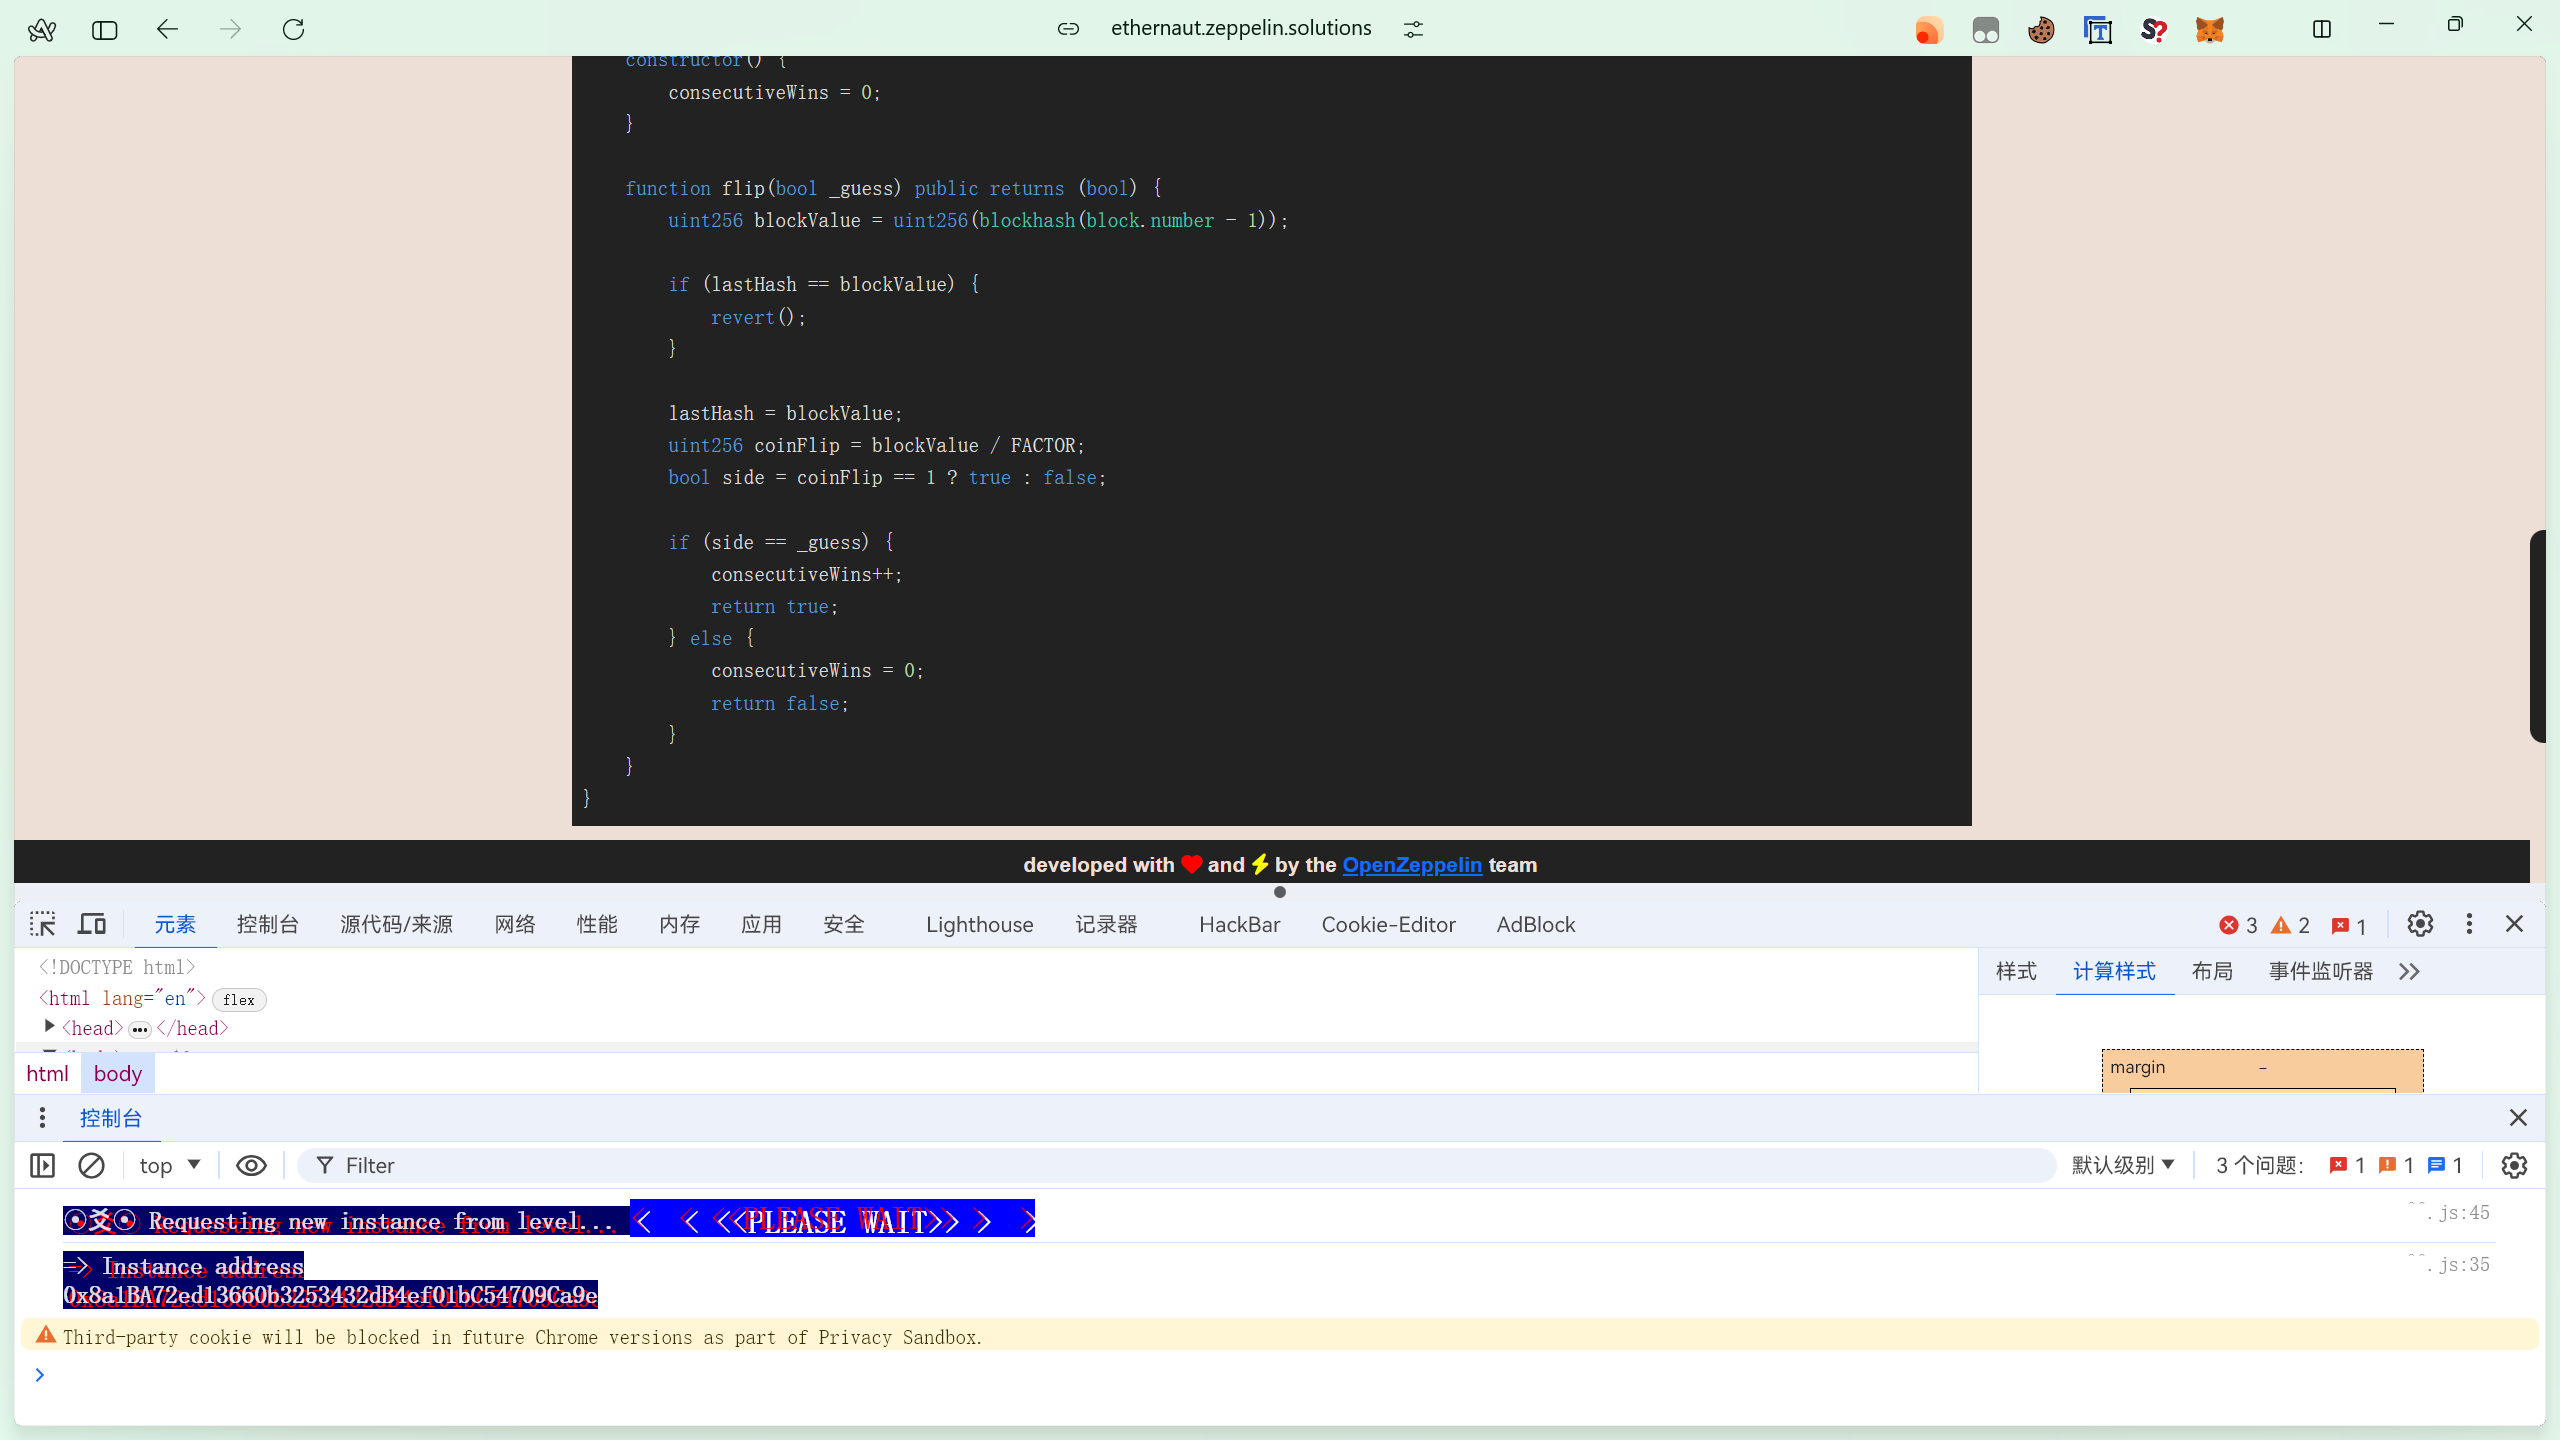 ethernaut.zeppelin.solutions
constructor() {
consecutiveWins = 0;
}
function flip(bool _guess) public returns (bool) {
uint256 blockValue = uint256(blockhash(block.number - 1));
if (lastHash == blockValue) {
revert();
}
lastHash = blockValue;
uint256 coinFlip = blockValue / FACTOR;
bool side = coinFlip == 1 ? true : false;
if (side == _guess) {
consecutiveWins++;
return true;
} else {
consecutiveWins = 0;
return false;
}
}
}
developed with and by the OpenZeppelin team
元素 控制台 源代码/来源 网络 性能 内存 应用 安全 Lighthouse 记录器 HackBar Cookie-Editor AdBlock 3 2 1
<!DOCTYPE html>
<html lang="en"> flex
<head> ••• </head>
样式 计算样式 布局 事件监听器
margin -
html body
控制台
top Filter 默认级别 3 个问题: 1 1 1
Requesting new instance from level... < < <<PLEASE WAIT>> > > ^^.js:45
=> Instance address ^^.js:35
0x8a1BA72ed13660b3253432dB4ef01bC54709Ca9e
Third-party cookie will be blocked in future Chrome versions as part of Privacy Sandbox.
>